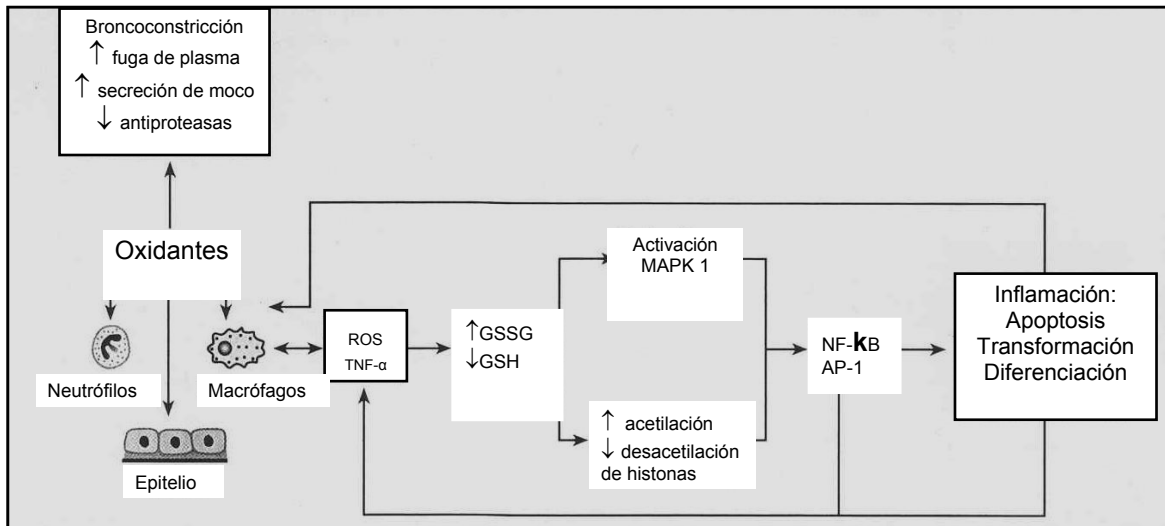 Broncoconstricción
↑ fuga de plasma
↑ secreción de moco
↓ antiproteasas
Oxidantes
Neutrófilos
Macrófagos
Epitelio
ROS
TNF-α
↑GSSG
↓GSH
Activación
MAPK 1
↑ acetilación
↓ desacetilación
de histonas
NF-kB
AP-1
Inflamación:
Apoptosis
Transformación
Diferenciación